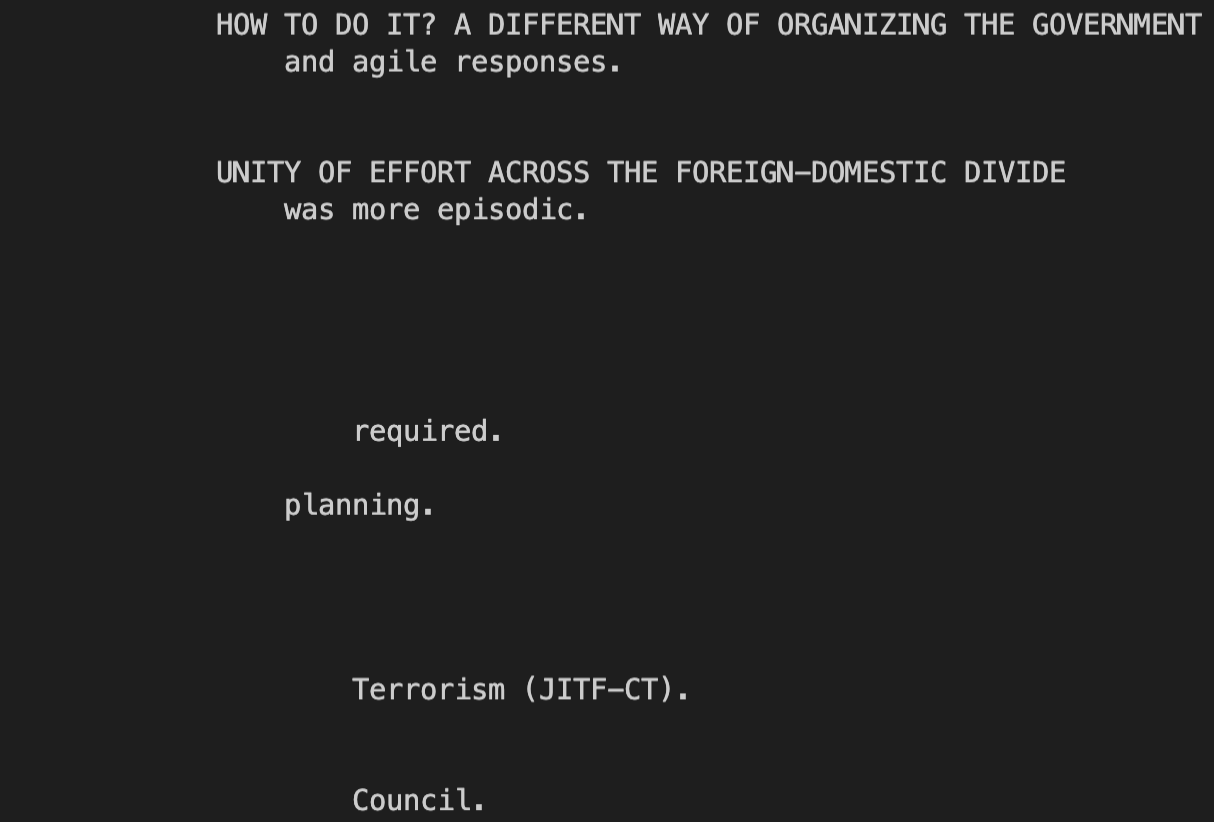 HOW TO DO IT? A DIFFERENT WAY OF ORGANIZING THE GOVERNMENT
and agile responses.
UNITY OF EFFORT ACROSS THE FOREIGN-DOMESTIC DIVIDE
was more episodic.
required.
planning.
Terrorism (JITF-CT).
Council.